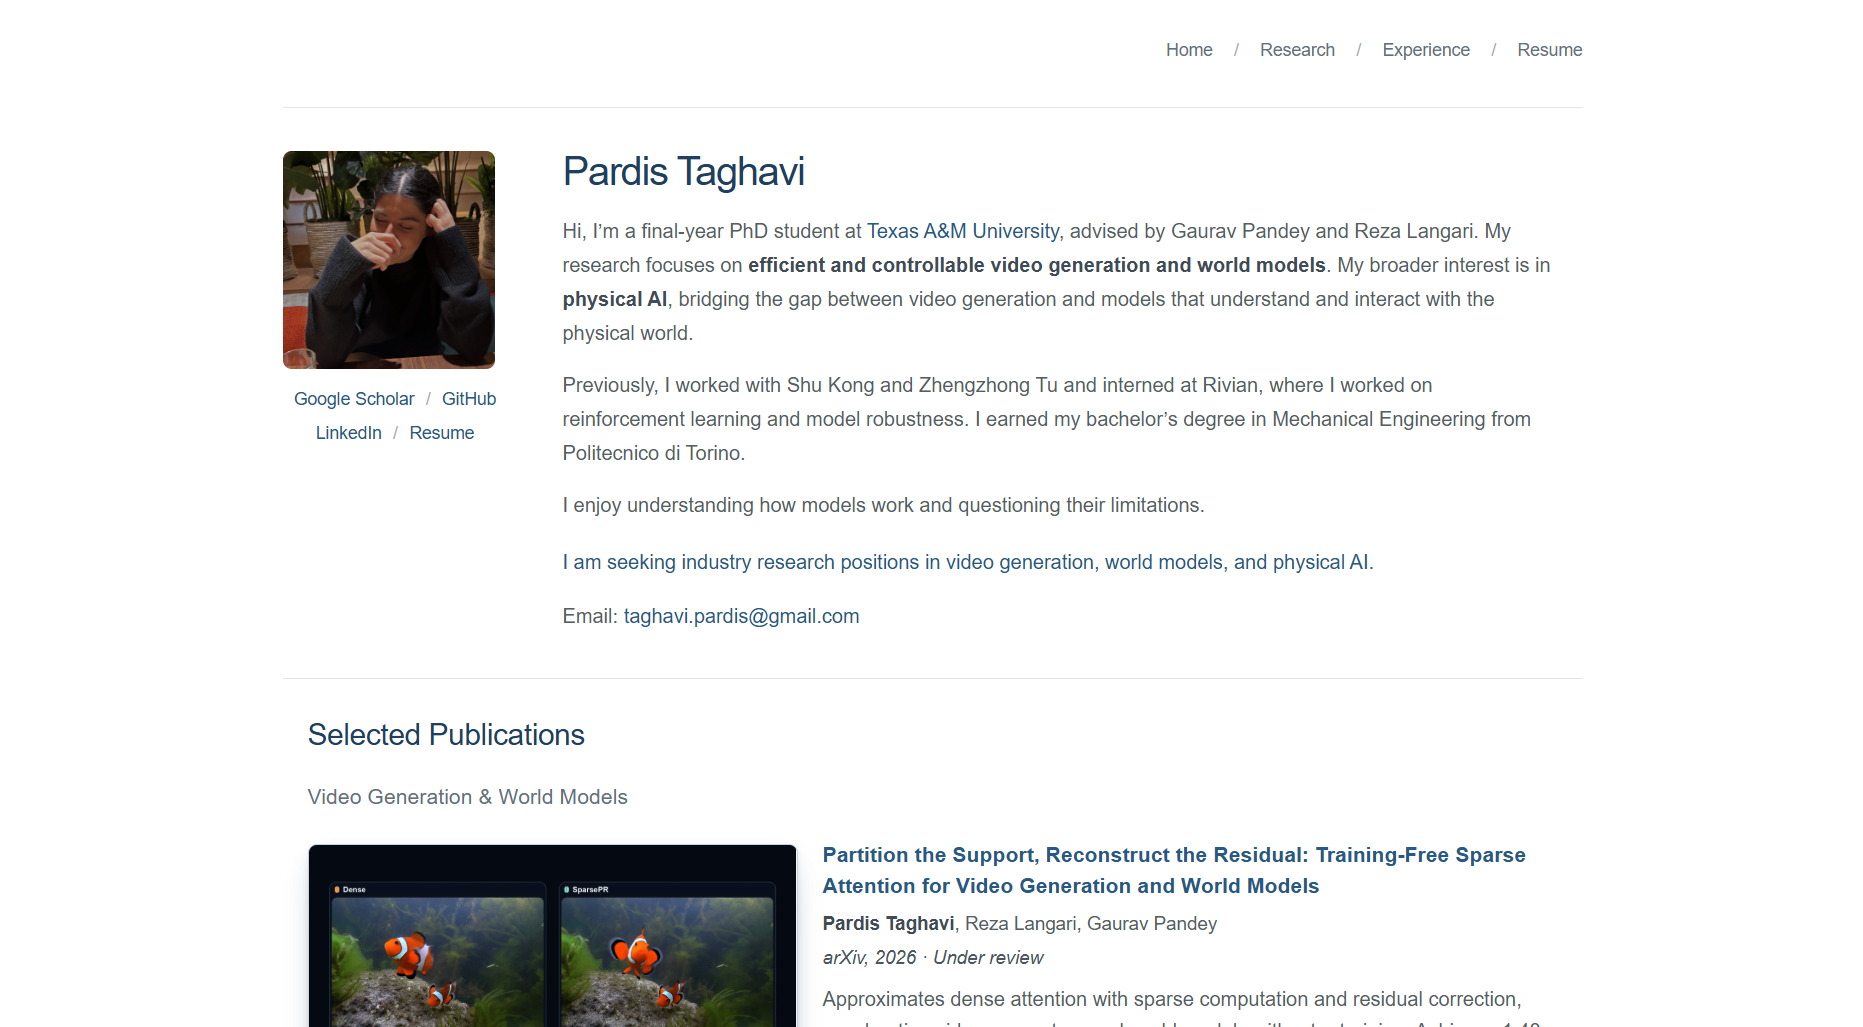 Home / Research / Experience / Resume
Pardis Taghavi
Hi, I’m a final-year PhD student at Texas A&M University, advised by Gaurav Pandey and Reza Langari. My
research focuses on efficient and controllable video generation and world models. My broader interest is in
physical AI, bridging the gap between video generation and models that understand and interact with the
physical world.
Previously, I worked with Shu Kong and Zhengzhong Tu and interned at Rivian, where I worked on
reinforcement learning and model robustness. I earned my bachelor’s degree in Mechanical Engineering from
Politecnico di Torino.
I enjoy understanding how models work and questioning their limitations.
I am seeking industry research positions in video generation, world models, and physical AI.
Email: taghavi.pardis@gmail.com
Google Scholar / GitHub
LinkedIn / Resume
Selected Publications
Video Generation & World Models
Dense
SparsePR
Partition the Support, Reconstruct the Residual: Training-Free Sparse
Attention for Video Generation and World Models
Pardis Taghavi, Reza Langari, Gaurav Pandey
arXiv, 2026 · Under review
Approximates dense attention with sparse computation and residual correction,